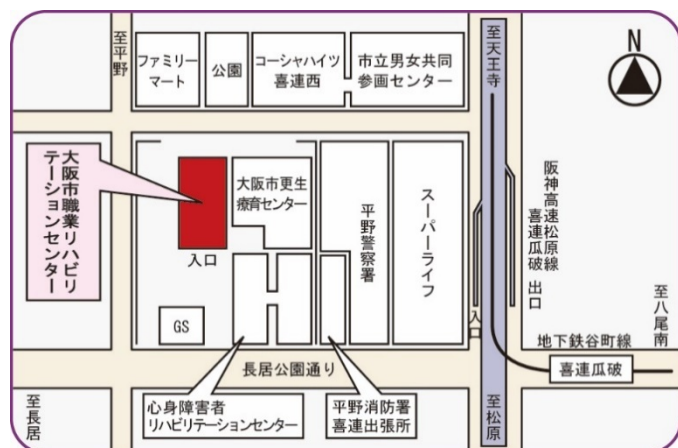 至平野
ファミリー
マート
公園
コーシャハイツ
喜連西
市立男女共同
参画センター
至天王寺
N
大阪市職業リハビリ
テーションセンター
大阪市更生
療育センター
入口
平野警察署
スーパーライフ
阪神高速松原線
喜連瓜破 出口
入口
至八尾南
地下鉄谷町線
喜連瓜破
GS
長居公園通り
至長居
心身障害者
リハビリテーションセンター
平野消防署
喜連出張所
至松原